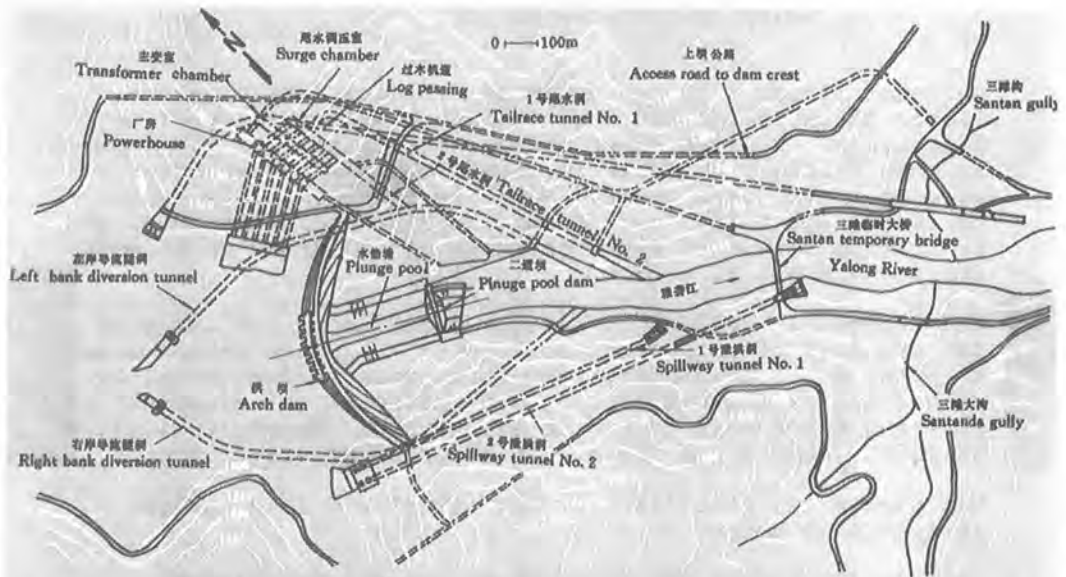 N
0 100m
主变室
Transformer chamber
尾水调压室
Surge chamber
过木机道
Log passing
1号尾水洞
Tailrace tunnel No. 1
上坝公路
Access road to dam crest
三滩沟
Santan gully
厂房
Powerhouse
2号尾水洞 Tailrace tunnel No. 2
左岸导流隧洞
Left bank diversion tunnel
水垫塘
Plunge pool
二道坝
Plnuge pool dam
三滩临时大桥
Santan temporary bridge
雅砻江
Yalong River
拱坝
Arch dam
1号泄洪洞
Spillway tunnel No. 1
三滩大沟
Santanda gully
右岸导流隧洞
Right bank diversion tunnel
2号泄洪洞
Spillway tunnel No. 2